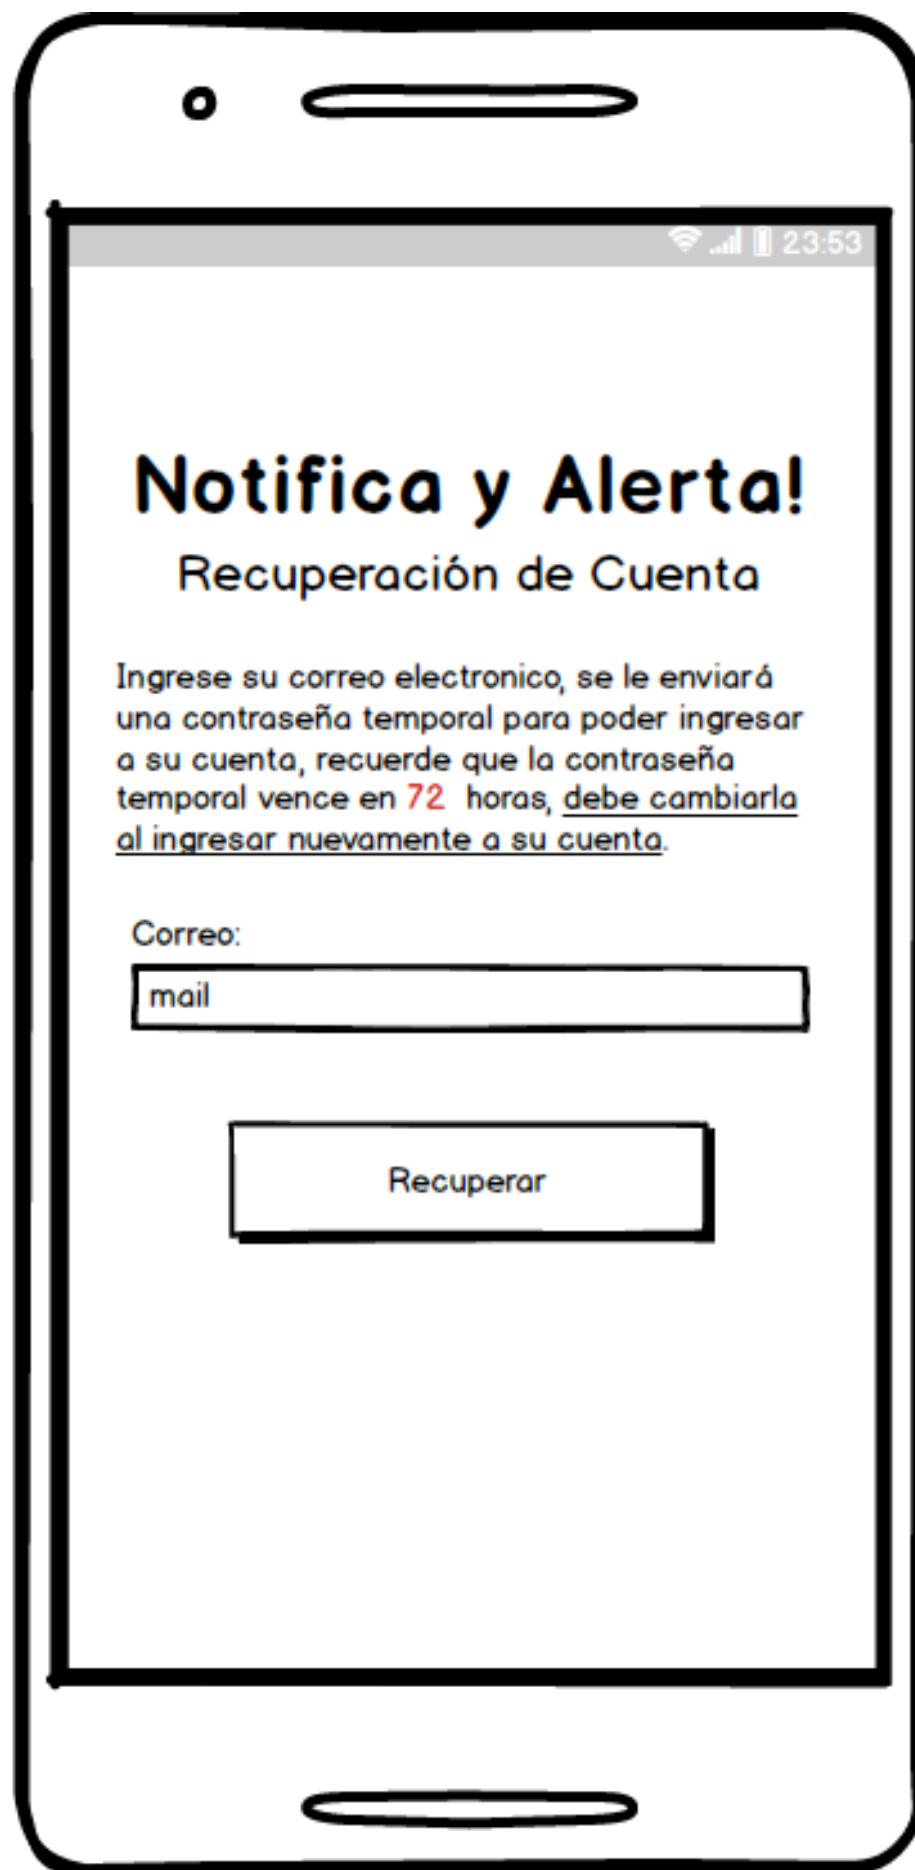 23:53
Notifica y Alerta!
Recuperación de Cuenta
Ingrese su correo electronico, se le enviará
una contraseña temporal para poder ingresar
a su cuenta, recuerde que la contraseña
temporal vence en 72 horas, debe cambiarla
al ingresar nuevamente a su cuenta.
Correo:
mail
Recuperar